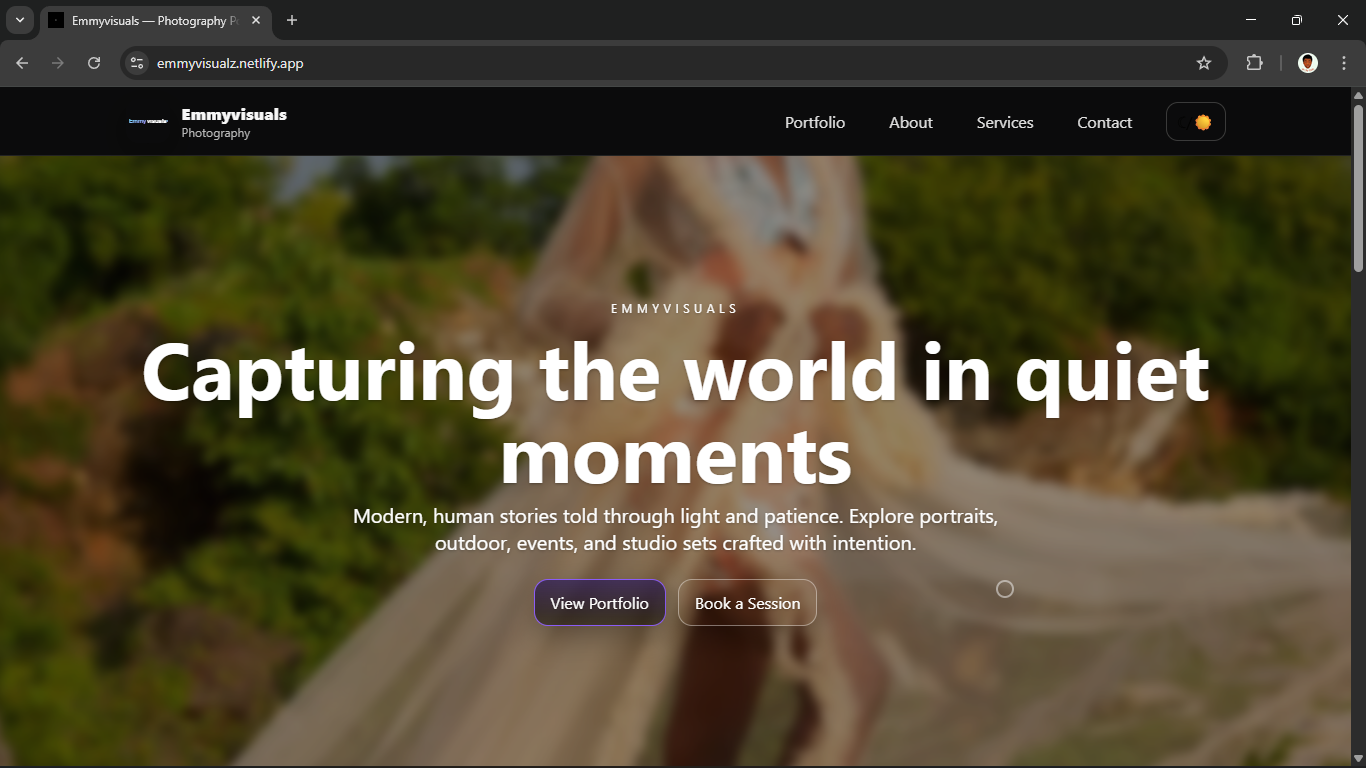 Emmyvisuals — Photography P
emmyvisualz.netlify.app
Emmyvisuals
Photography
Portfolio
About
Services
Contact
EMMYVISUALS
Capturing the world in quiet
moments
Modern, human stories told through light and patience. Explore portraits,
outdoor, events, and studio sets crafted with intention.
View Portfolio
Book a Session